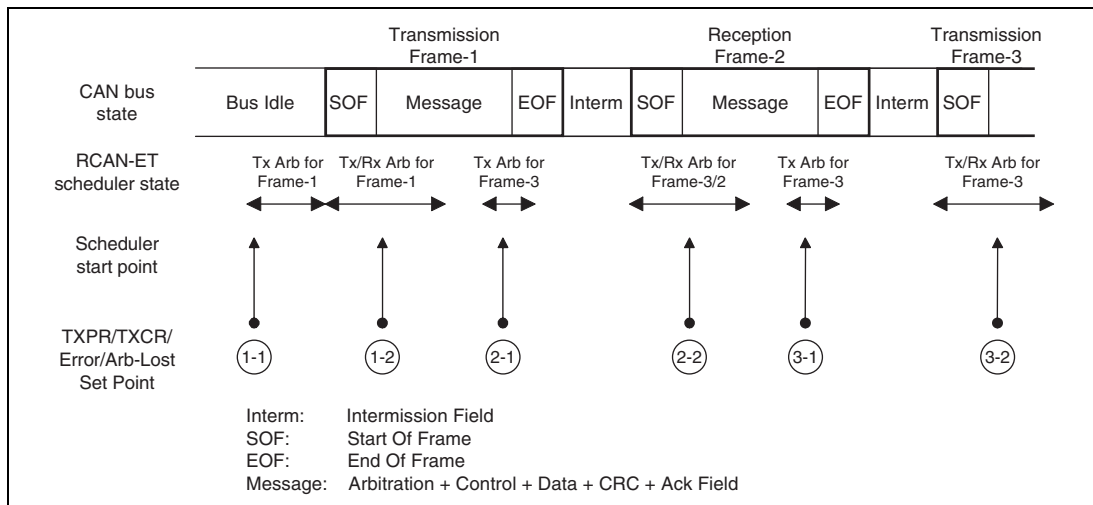 Transmission
Frame-1
Reception
Frame-2
Transmission
Frame-3
CAN bus
state
Bus Idle
SOF
Message
EOF
Interm
SOF
Message
EOF
Interm
SOF
RCAN-ET
scheduler state
Tx Arb for
Frame-1
Tx/Rx Arb for
Frame-1
Tx Arb for
Frame-3
Tx/Rx Arb for
Frame-3/2
Tx Arb for
Frame-3
Tx/Rx Arb for
Frame-3
Scheduler
start point
TXPR/TXCR/
Error/Arb-Lost
Set Point
1-1
1-2
2-1
2-2
3-1
3-2
Interm: Intermission Field
SOF: Start Of Frame
EOF: End Of Frame
Message: Arbitration + Control + Data + CRC + Ack Field